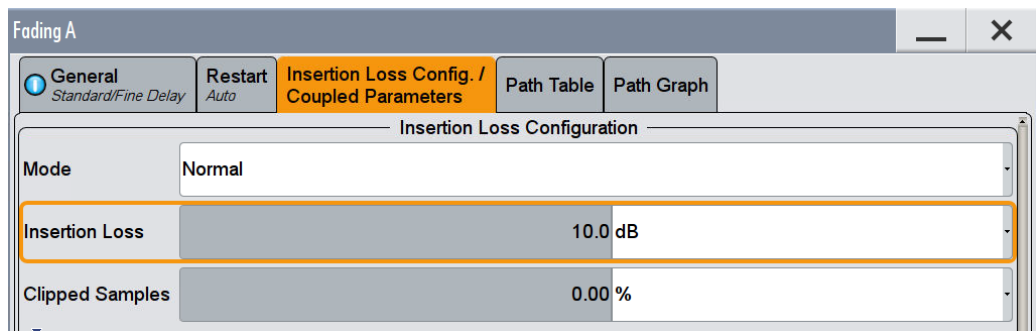 Fading A
General
Standard/Fine Delay
Restart
Auto
Insertion Loss Config. /
Coupled Parameters
Path Table
Path Graph
Insertion Loss Configuration
Mode Normal
Insertion Loss 10.0 dB
Clipped Samples 0.00 %